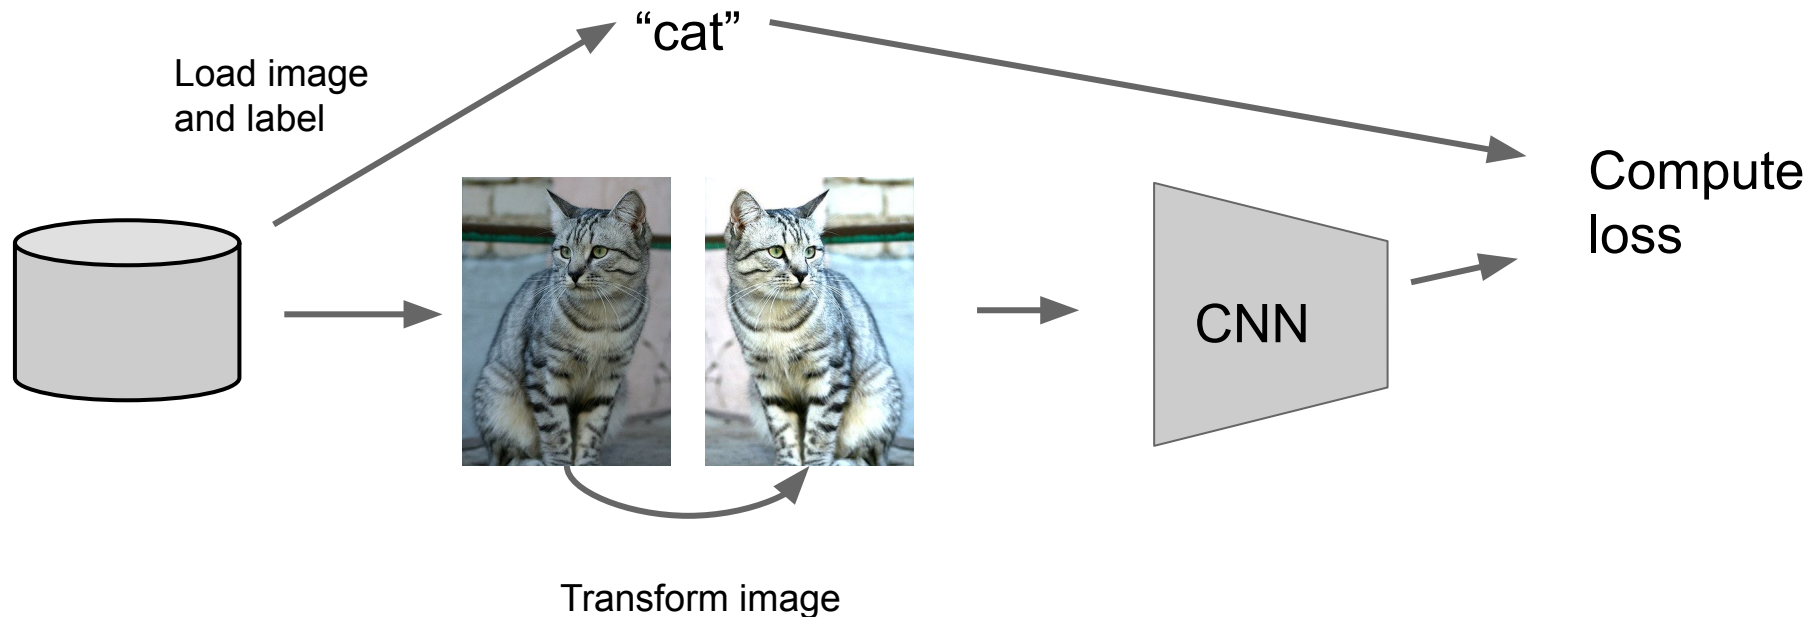 “cat”
Load image
and label
Compute
loss
CNN
Transform image